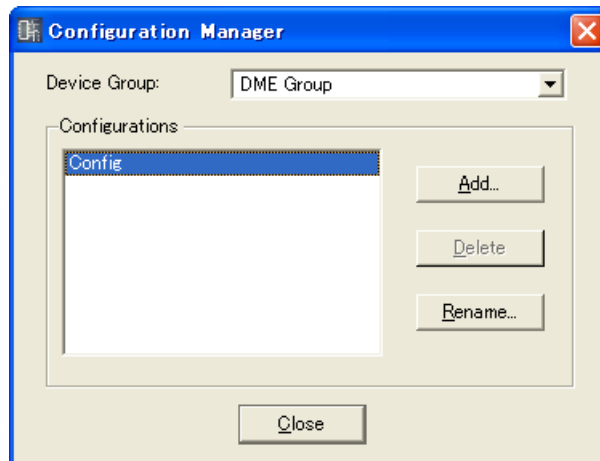 Configuration Manager
Device Group:
DME Group
Configurations
Config
Add...
Delete
Rename...
Close